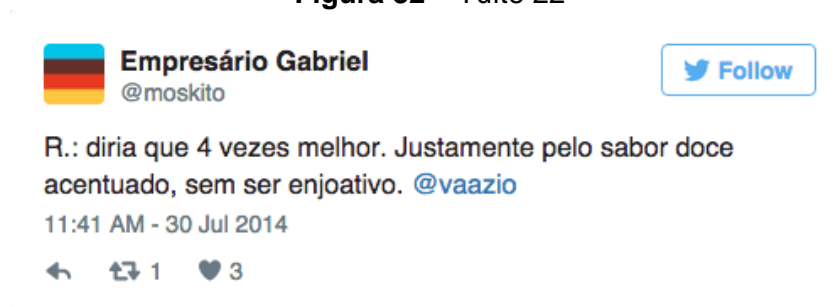 Empresário Gabriel
@moskito
Follow
R.: diria que 4 vezes melhor. Justamente pelo sabor doce
acentuado, sem ser enjoativo. @vaazio
11:41 AM - 30 Jul 2014
1 3